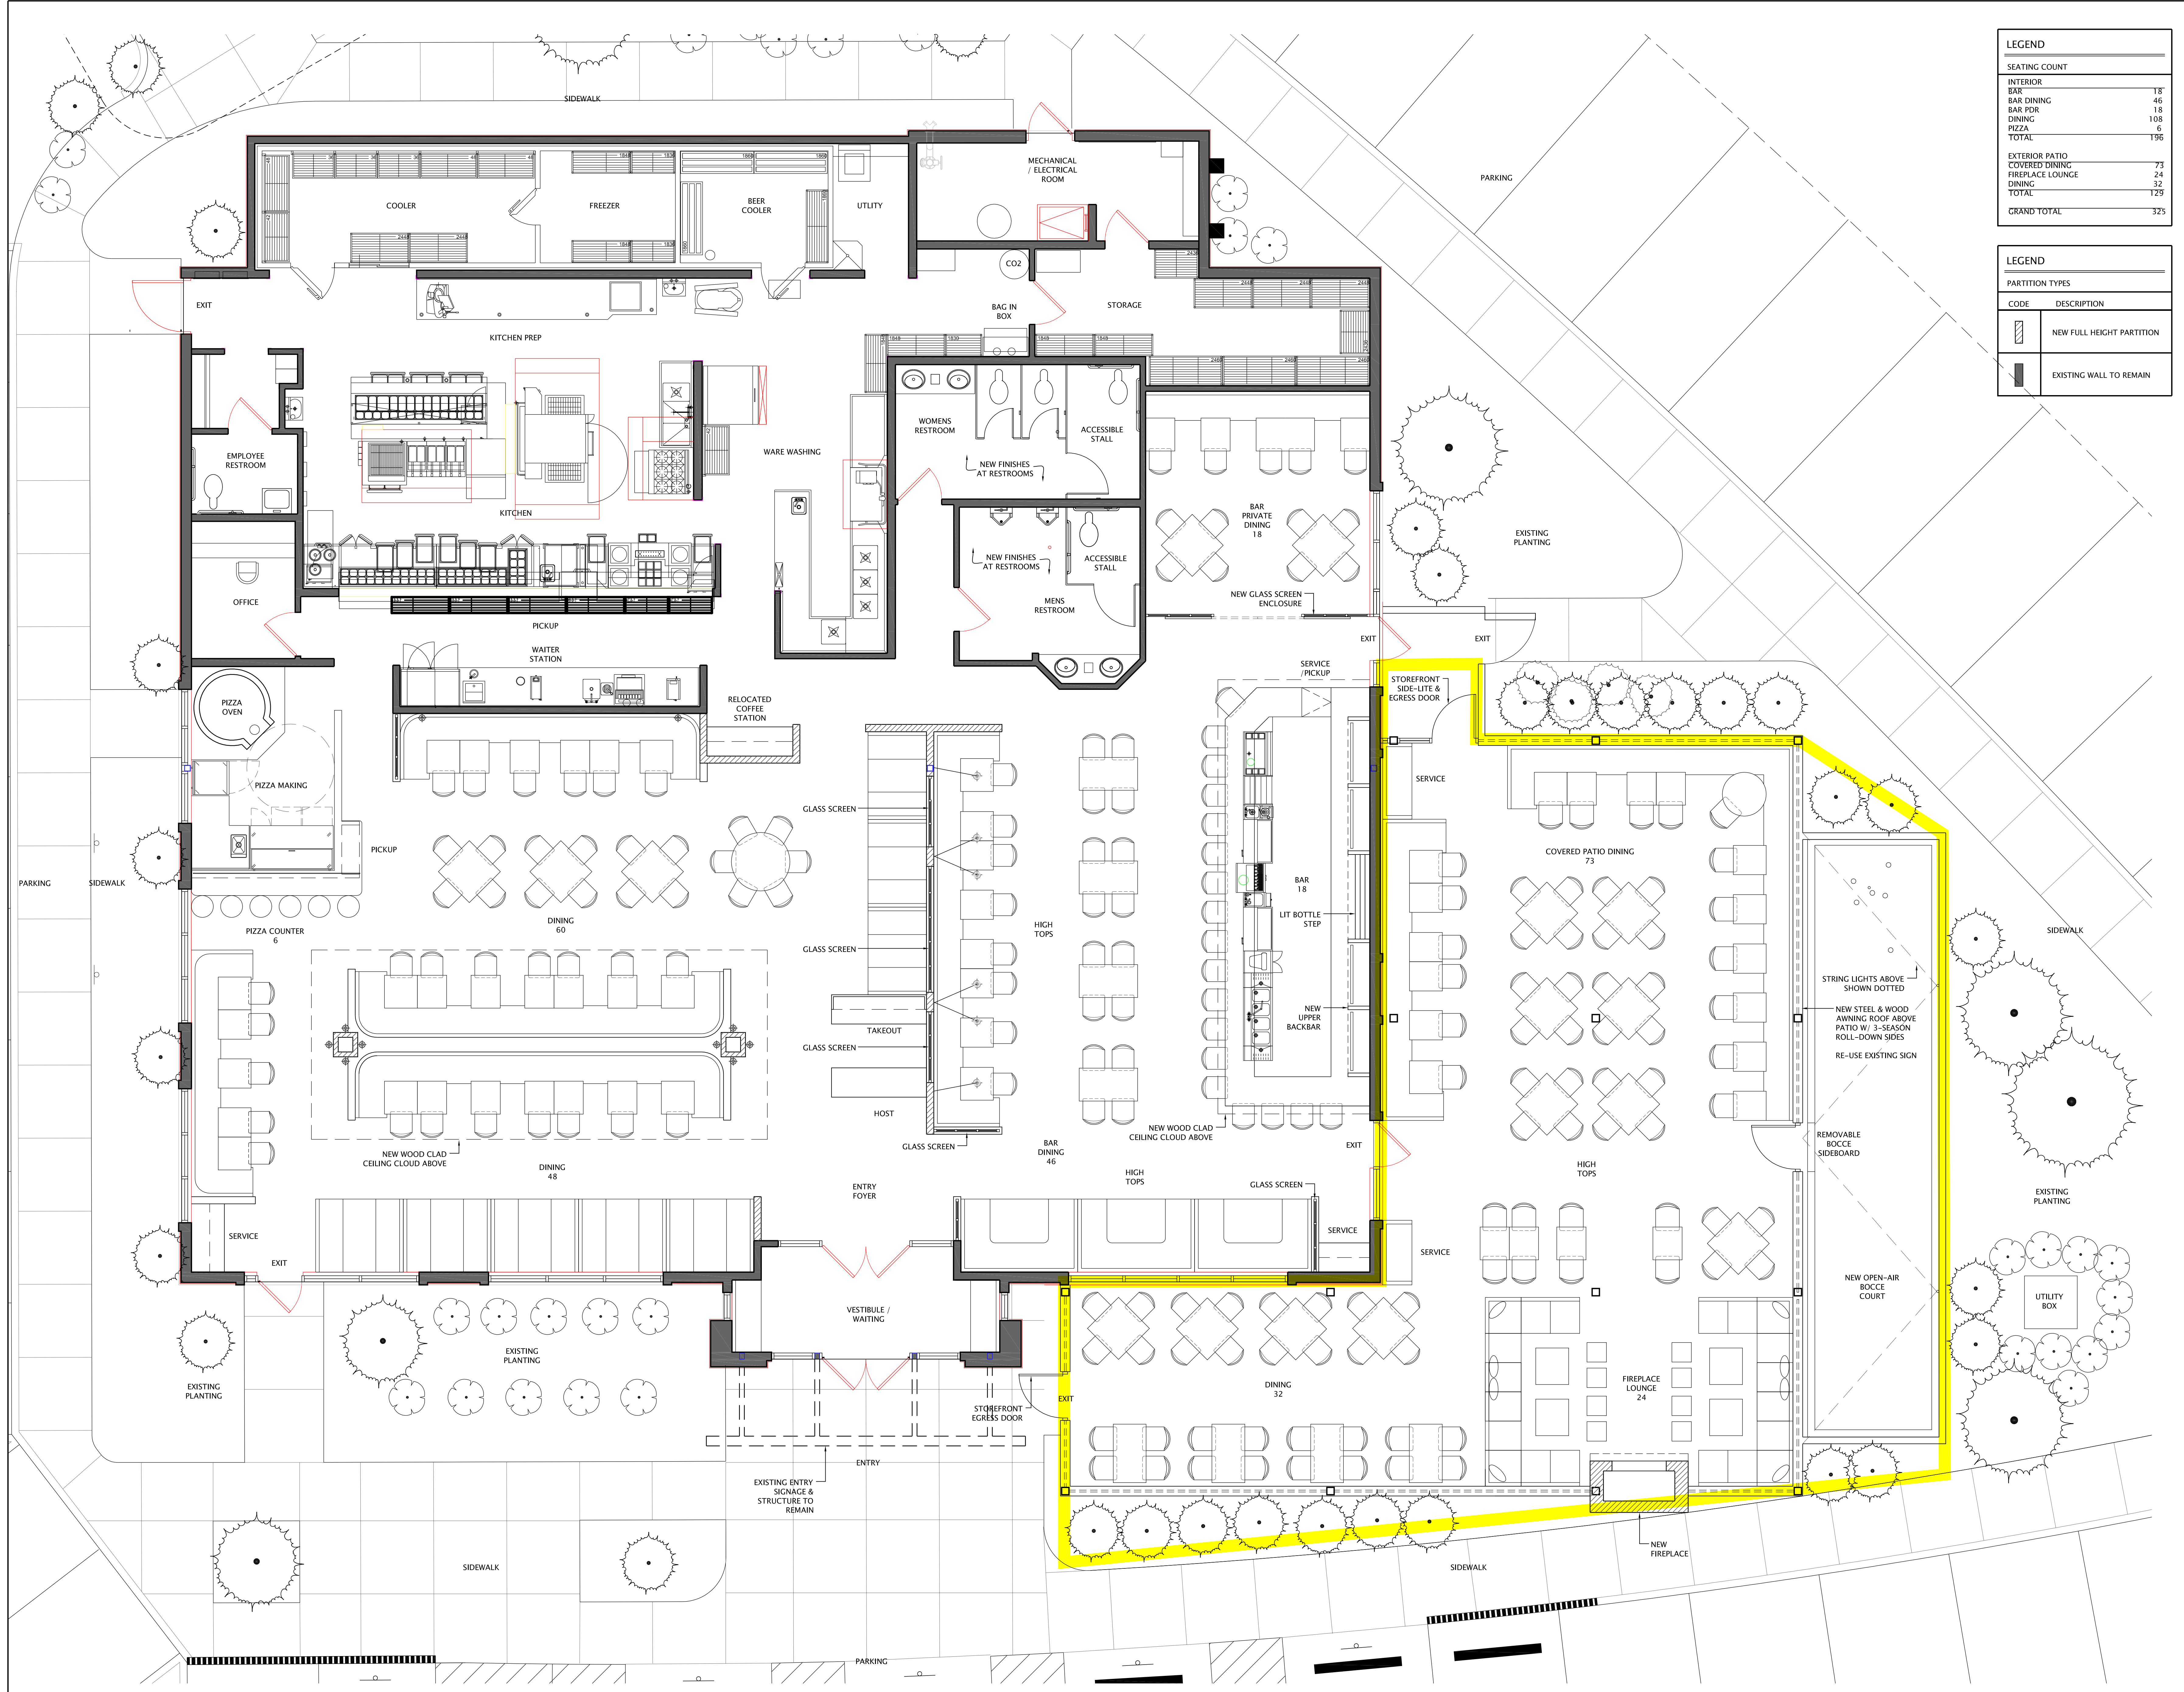 LEGEND
SEATING COUNT
INTERIOR
BAR 18
BAR DINING 46
BAR PDR 18
DINING 108
PIZZA 6
TOTAL 196
EXTERIOR PATIO
COVERED DINING 73
FIREPLACE LOUNGE 24
DINING 32
TOTAL 129
GRAND TOTAL 325
LEGEND
PARTITION TYPES
CODE DESCRIPTION
NEW FULL HEIGHT PARTITION
EXISTING WALL TO REMAIN
SIDEWALK
PARKING
MECHANICAL
/ ELECTRICAL
ROOM
COOLER
FREEZER
BEER
COOLER
UTLITY
CO2
EXIT
BAG IN
BOX
STORAGE
KITCHEN PREP
WOMENS
RESTROOM
ACCESSIBLE
STALL
NEW FINISHES
AT RESTROOMS
EMPLOYEE
RESTROOM
WARE WASHING
KITCHEN
BAR
PRIVATE
DINING
18
EXISTING
PLANTING
NEW FINISHES
AT RESTROOMS
ACCESSIBLE
STALL
OFFICE
MENS
RESTROOM
NEW GLASS SCREEN
ENCLOSURE
PICKUP
EXIT
EXIT
WAITER
STATION
SERVICE
/PICKUP
STOREFRONT
SIDE-LITE &
EGRESS DOOR
PIZZA
OVEN
RELOCATED
COFFEE
STATION
PIZZA MAKING
SERVICE
GLASS SCREEN
PICKUP
COVERED PATIO DINING
73
PARKING
SIDEWALK
BAR
18
LIT BOTTLE
STEP
DINING
60
HIGH
TOPS
PIZZA COUNTER
6
SIDEWALK
GLASS SCREEN
STRING LIGHTS ABOVE
SHOWN DOTTED
NEW STEEL & WOOD
AWNING ROOF ABOVE
PATIO W/ 3-SEASON
ROLL-DOWN SIDES
RE-USE EXISTING SIGN
NEW
UPPER
BACKBAR
TAKEOUT
GLASS SCREEN
HOST
NEW WOOD CLAD
CEILING CLOUD ABOVE
GLASS SCREEN
EXIT
REMOVABLE
BOCCE
SIDEBOARD
NEW WOOD CLAD
CEILING CLOUD ABOVE
BAR
DINING
46
HIGH
TOPS
HIGH
TOPS
DINING
48
ENTRY
FOYER
GLASS SCREEN
EXISTING
PLANTING
SERVICE
SERVICE
SERVICE
EXIT
NEW OPEN-AIR
BOCCE
COURT
UTILITY
BOX
VESTIBULE /
WAITING
EXISTING
PLANTING
EXISTING
PLANTING
DINING
32
FIREPLACE
LOUNGE
24
EXIT
STOREFRONT
EGRESS DOOR
ENTRY
EXISTING ENTRY
SIGNAGE &
STRUCTURE TO
REMAIN
NEW
FIREPLACE
SIDEWALK
SIDEWALK
PARKING